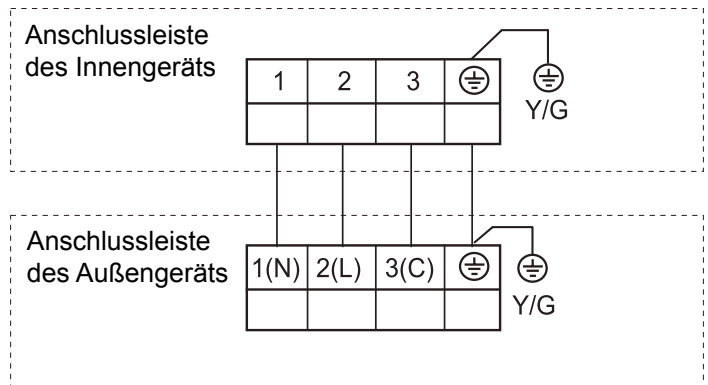 Anschlussleiste
des Innengeräts
1 2 3
Y/G
Anschlussleiste
des Außengeräts
1(N) 2(L) 3(C)
Y/G